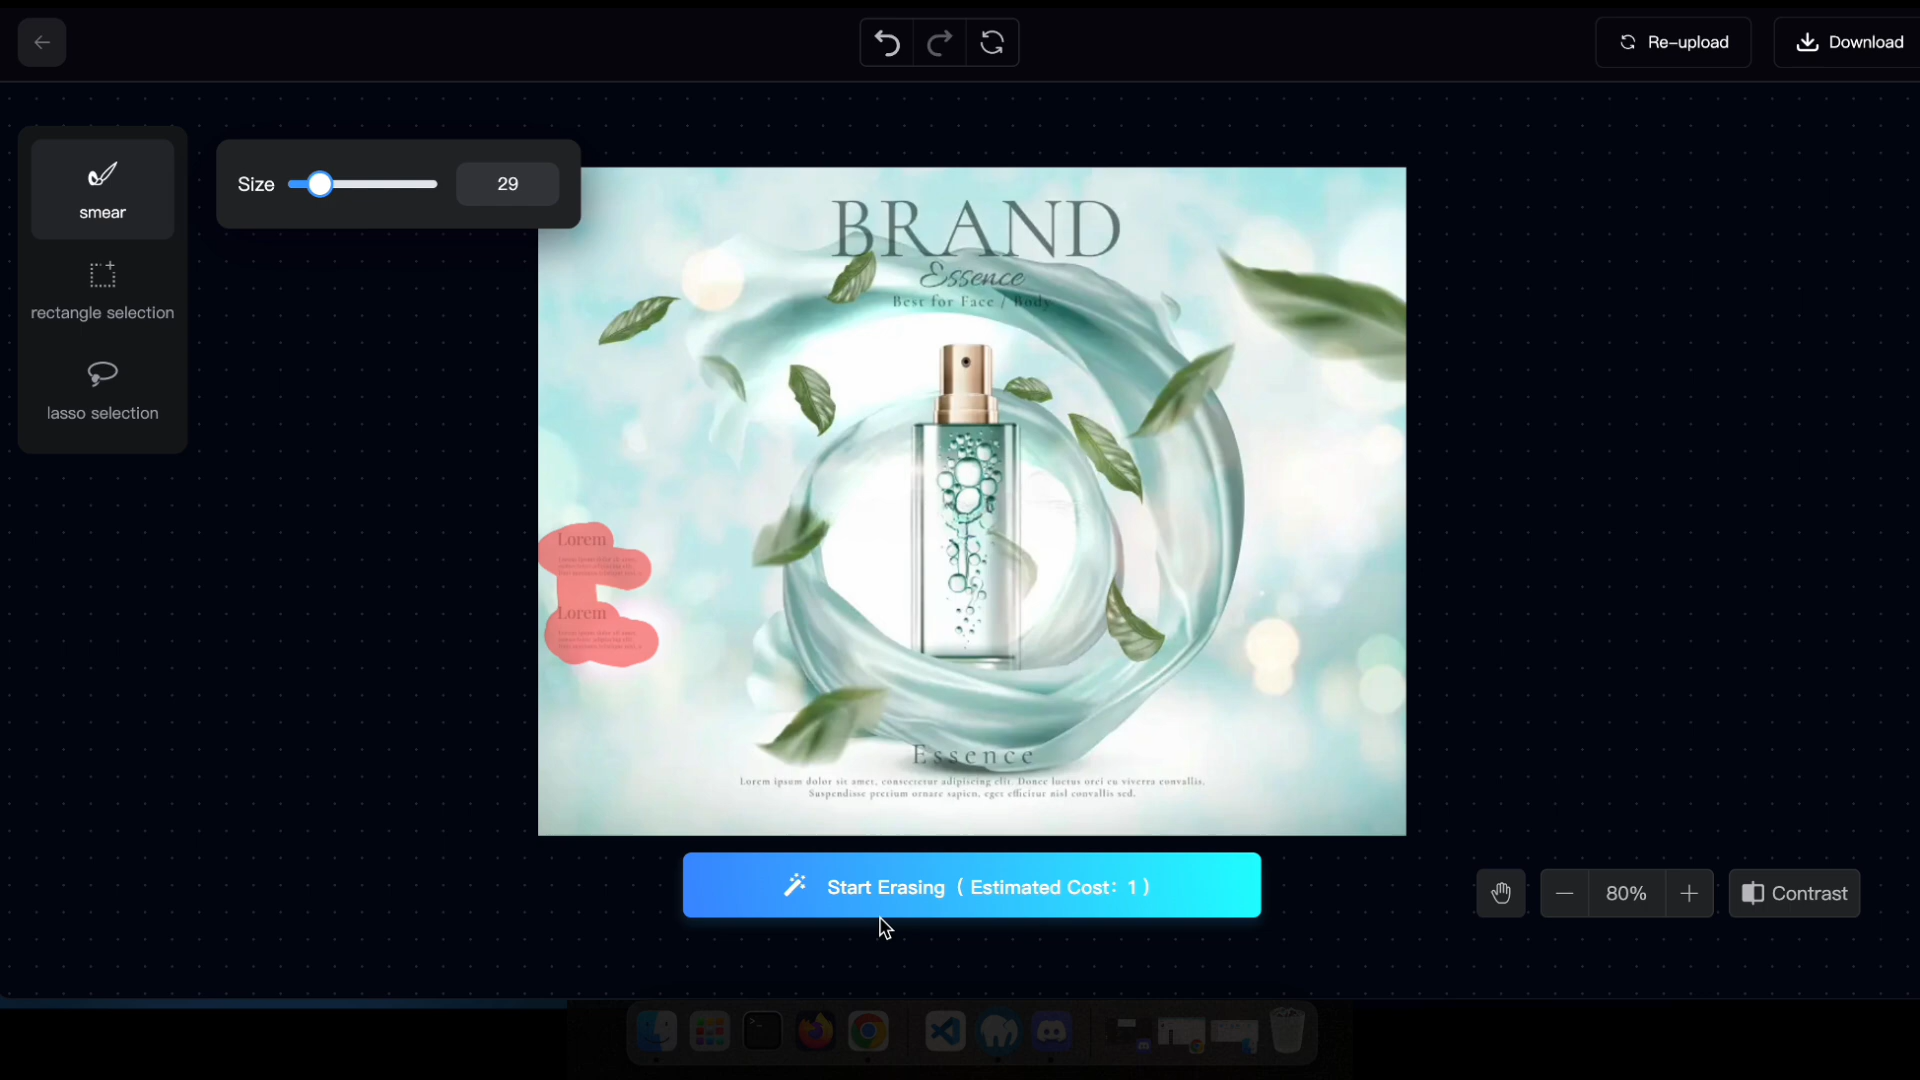 Re-upload
Download
Size
29
smear
rectangle selection
lasso selection
BRAND
Essence
Best for Face / Body
Lorem
Lorem
Essence
Lorem ipsum dolor sit amet, consectetur adipiscing elit. Donec luctus orci eu viverra convallis.
Suspendisse pretium ornare sapien, eget efficitur nisl convallis sed.
Start Erasing ( Estimated Cost: 1 )
80%
Contrast